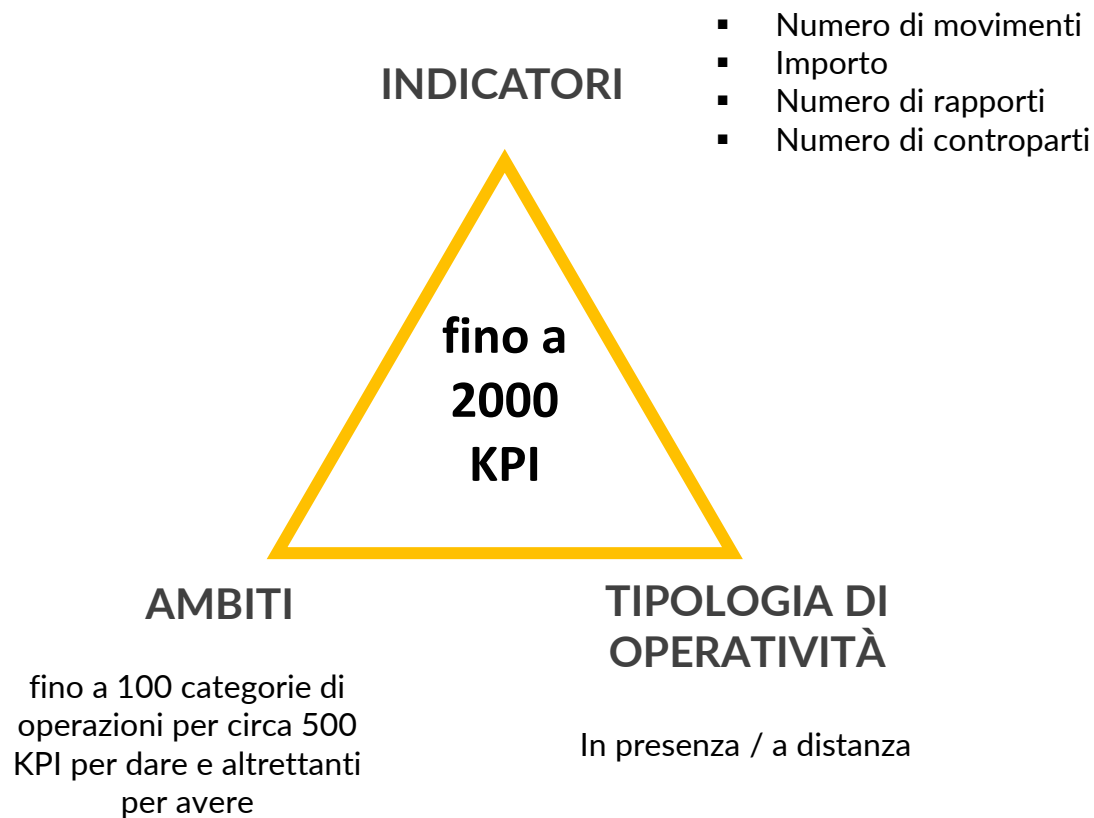 INDICATORI
▪ Numero di movimenti
▪ Importo
▪ Numero di rapporti
▪ Numero di controparti
fino a
2000
KPI
AMBITI
fino a 100 categorie di
operazioni per circa 500
KPI per dare e altrettanti
per avere
TIPOLOGIA DI
OPERATIVITÀ
In presenza / a distanza